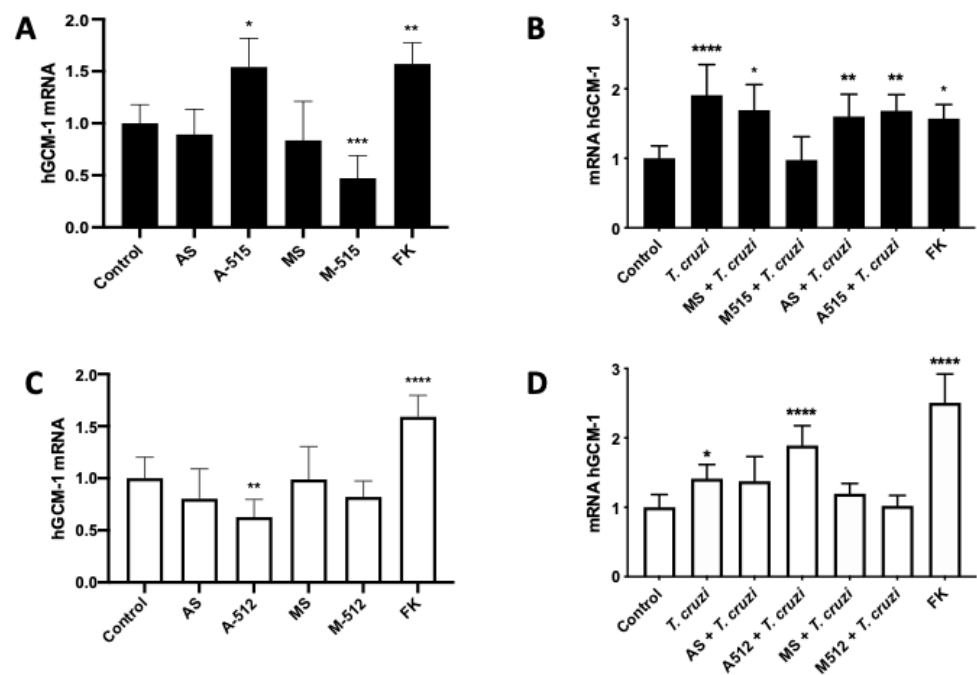 A
hGCM-1 mRNA
2.0
1.5
1.0
0.5
0.0
*
***
**
Control
AS
A-515
MS
M-515
FK
B
mRNA hGCM-1
3
2
1
0
****
*
**
**
*
Control
T. cruzi
MS + T. cruzi
M515 + T. cruzi
AS + T. cruzi
A515 + T. cruzi
FK
C
hGCM-1 mRNA
2.0
1.5
1.0
0.5
0.0
**
****
Control
AS
A-512
MS
M-512
FK
D
mRNA hGCM-1
3
2
1
0
*
****
****
Control
T. cruzi
AS + T. cruzi
A512 + T. cruzi
MS + T. cruzi
M512 + T. cruzi
FK